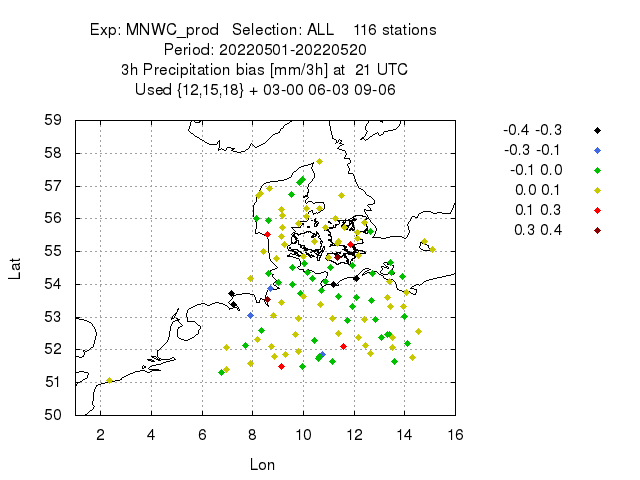 Exp: MNWC_prod   Selection: ALL    116 stations
Period: 20220501-20220520
3h Precipitation bias [mm/3h] at  21 UTC
Used {12,15,18} + 03-00 06-03 09-06
59
58
57
56
55
54
53
52
51
50
Lat
2 4 6 8 10 12 14 16
Lon
-0.4 -0.3
-0.3 -0.1
-0.1 0.0
0.0 0.1
0.1 0.3
0.3 0.4